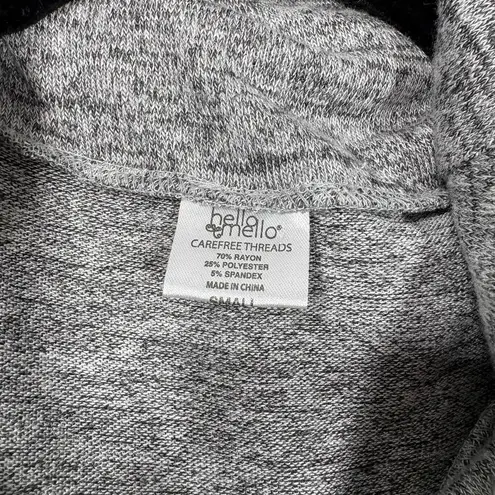 hello
mello®
CAREFREE THREADS
70% RAYON
25% POLYESTER
5% SPANDEX
MADE IN CHINA
SMALL